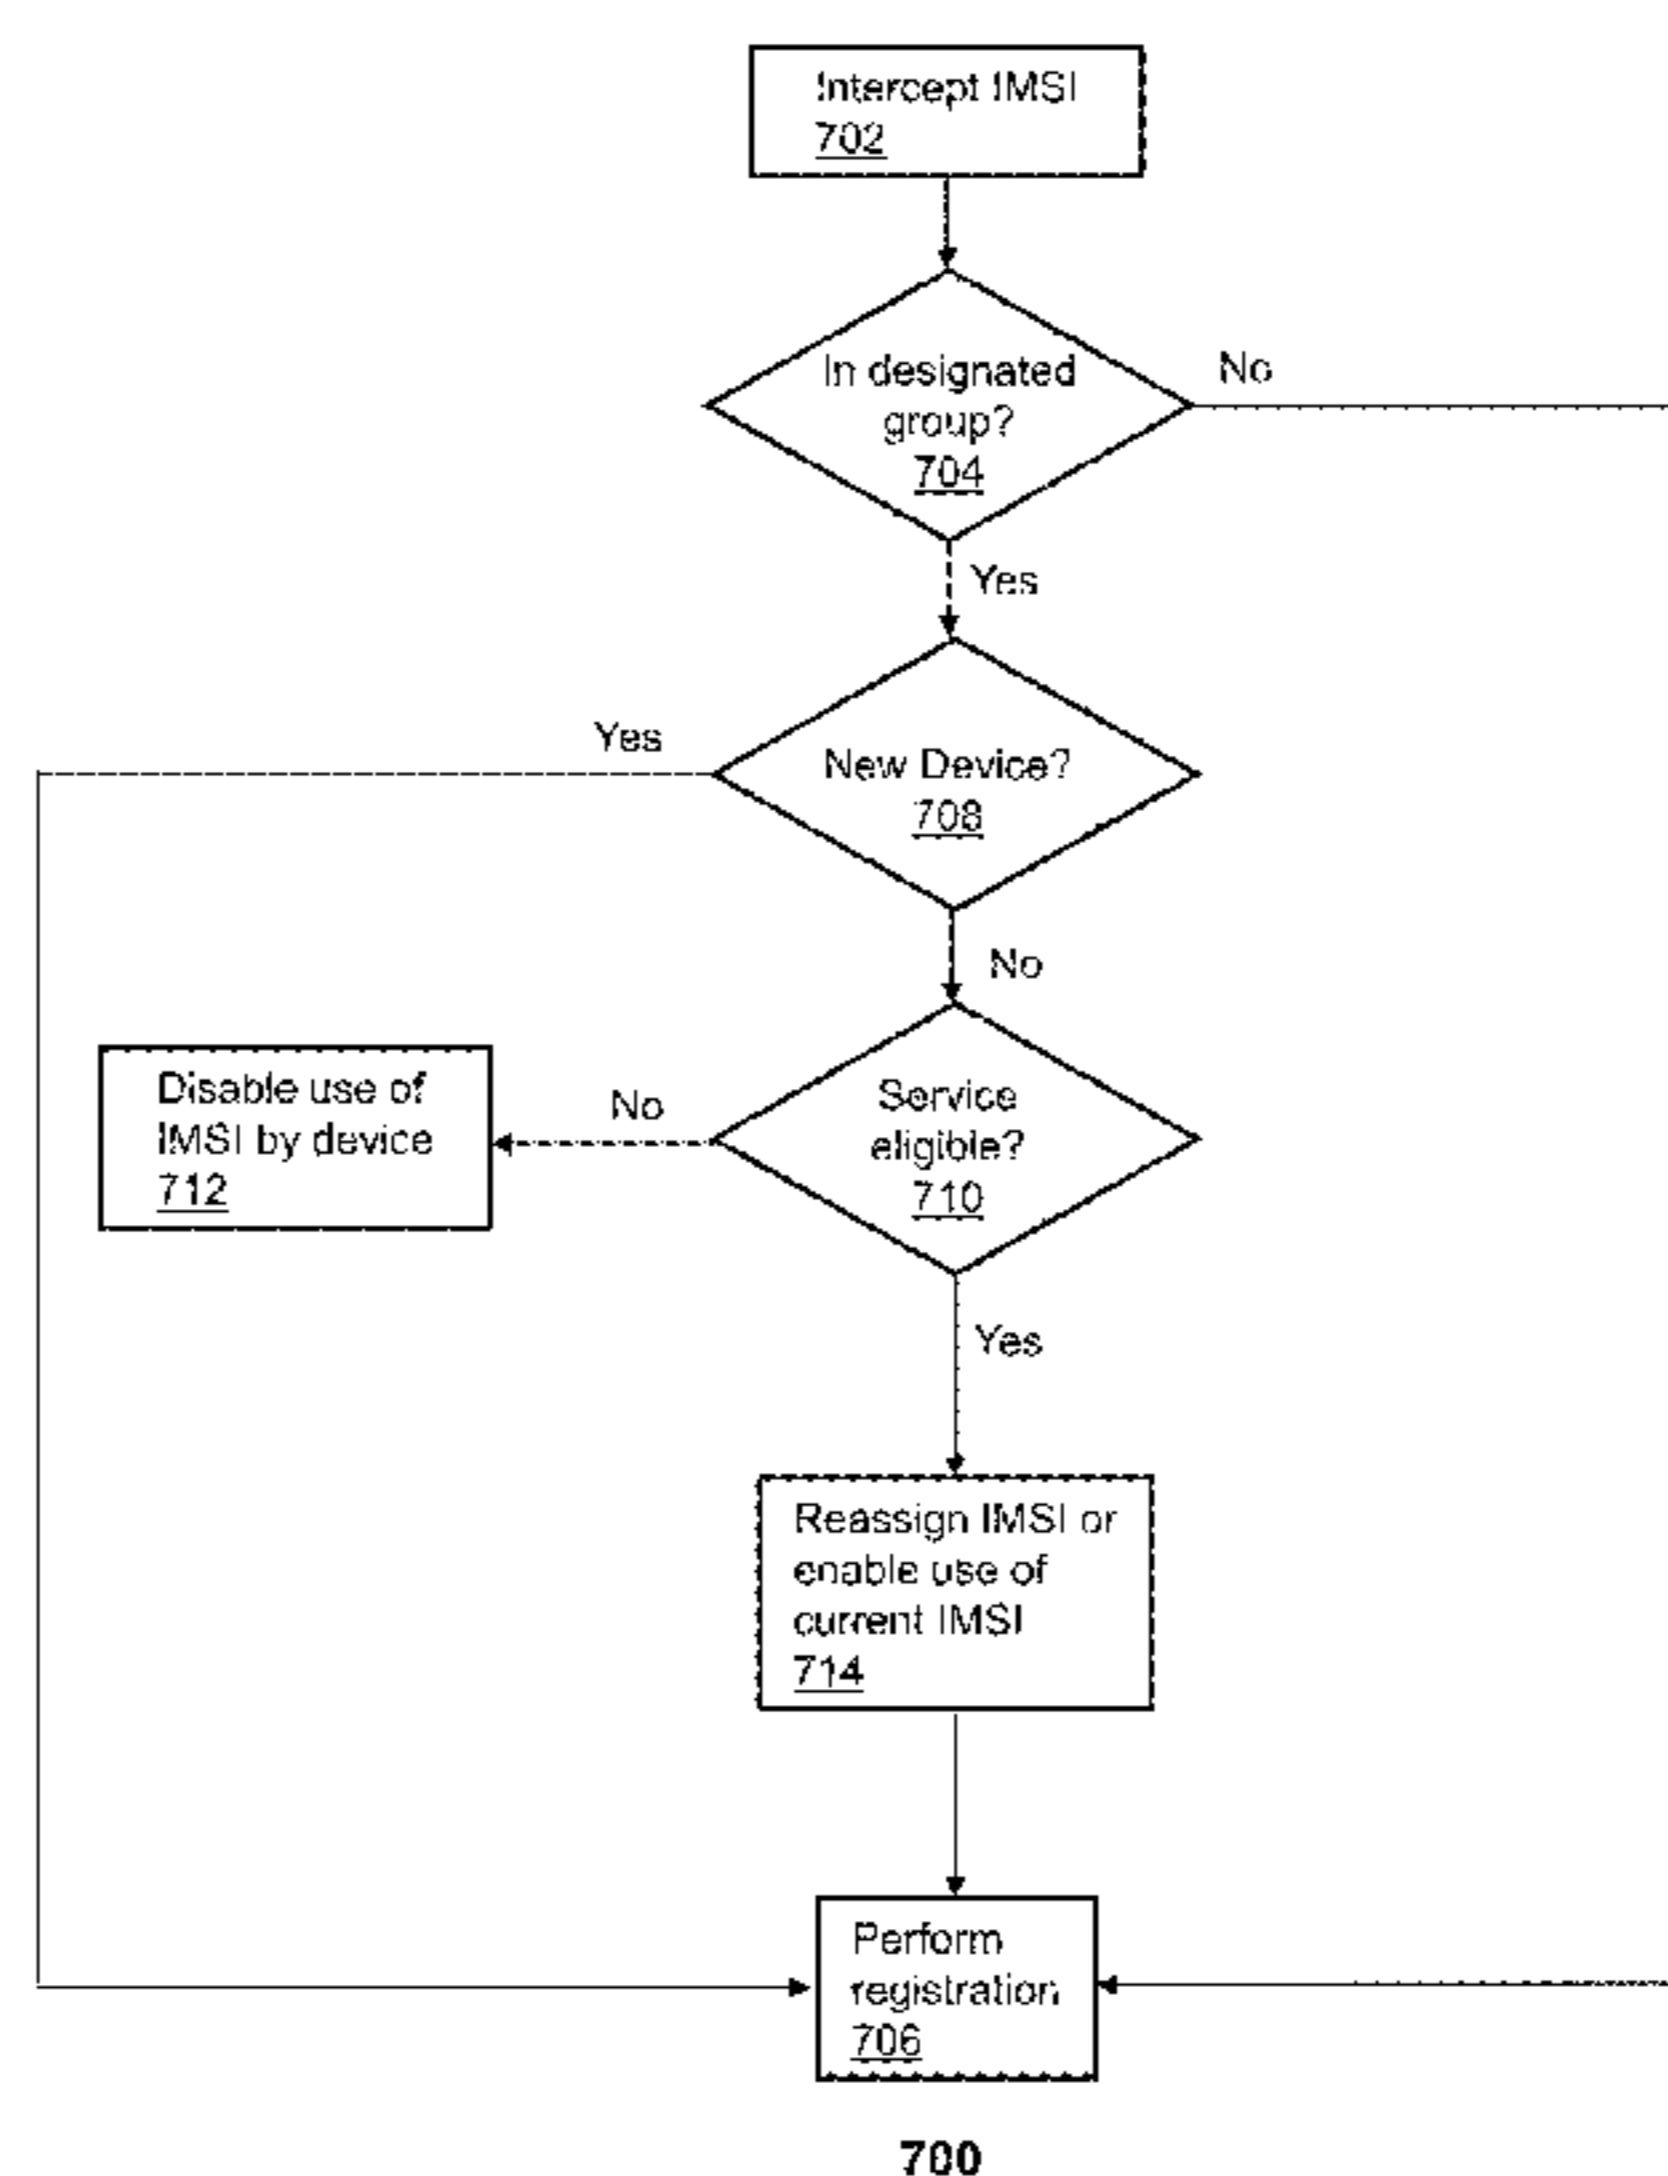 Intercept IMSI
702
In designated
group?
704
No
Yes
New Device?
708
Yes
No
Service
eligible?
710
No
Disable use of
IMSI by device
712
Yes
Reassign IMSI or
enable use of
current IMSI
714
Perform
registration
706
700